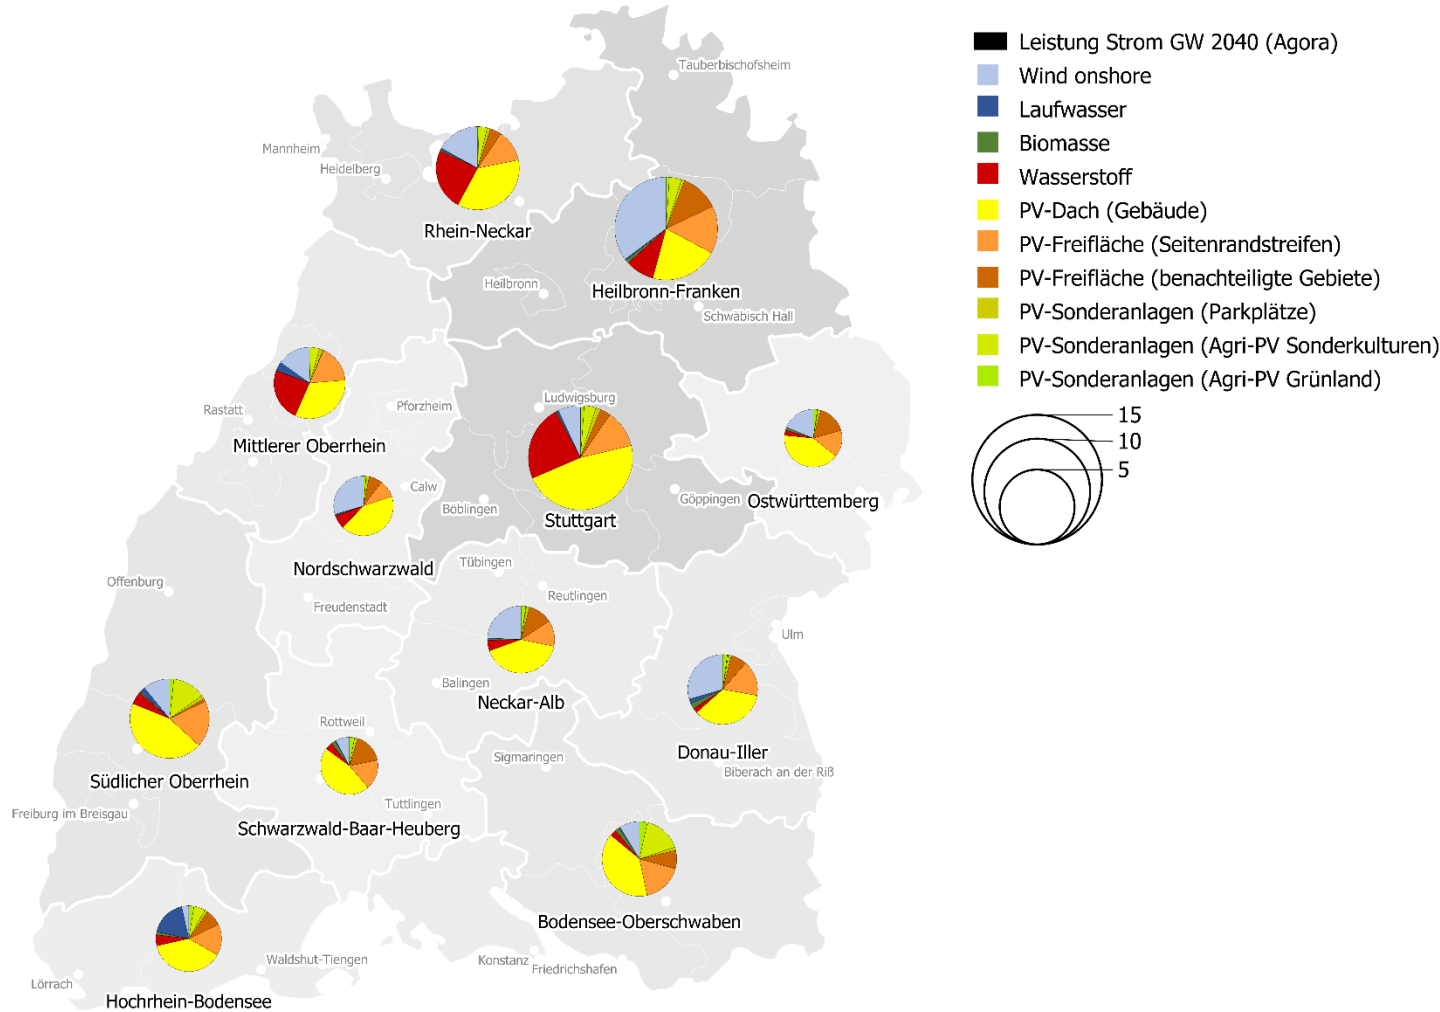 Leistung Strom GW 2040 (Agora)
Wind onshore
Laufwasser
Biomasse
Wasserstoff
PV-Dach (Gebäude)
PV-Freifläche (Seitenrandstreifen)
PV-Freifläche (benachteiligte Gebiete)
PV-Sonderanlagen (Parkplätze)
PV-Sonderanlagen (Agri-PV Sonderkulturen)
PV-Sonderanlagen (Agri-PV Grünland)
15
10
5
Tauberbischofsheim
Mannheim
Heidelberg
Rhein-Neckar
Heilbronn
Heilbronn-Franken
Schwäbisch Hall
Ludwigsburg
Pforzheim
Rastatt
Mittlerer Oberrhein
Calw
Böblingen
Göppingen
Ostwürttemberg
Stuttgart
Nordschwarzwald
Tübingen
Offenburg
Freudenstadt
Reutlingen
Ulm
Balingen
Neckar-Alb
Rottweil
Sigmaringen
Donau-Iller
Biberach an der Riß
Südlicher Oberrhein
Tuttlingen
Freiburg im Breisgau
Schwarzwald-Baar-Heuberg
Bodensee-Oberschwaben
Waldshut-Tiengen
Konstanz
Friedrichshafen
Lörrach
Hochrhein-Bodensee